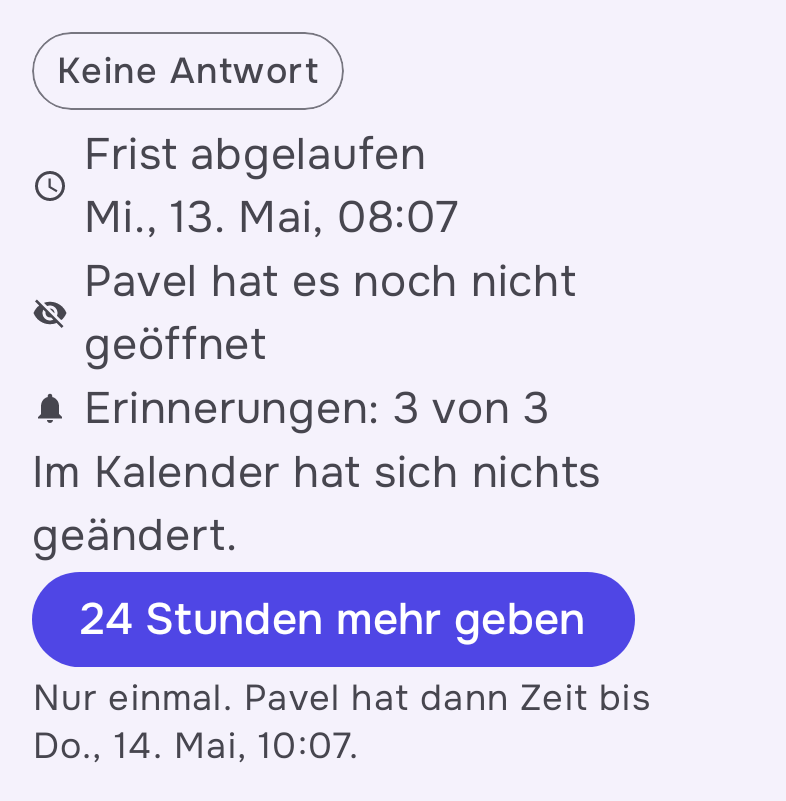 Keine Antwort
Frist abgelaufen
Mi., 13. Mai, 08:07
Pavel hat es noch nicht
geöffnet
Erinnerungen: 3 von 3
Im Kalender hat sich nichts
geändert.
24 Stunden mehr geben
Nur einmal. Pavel hat dann Zeit bis
Do., 14. Mai, 10:07.